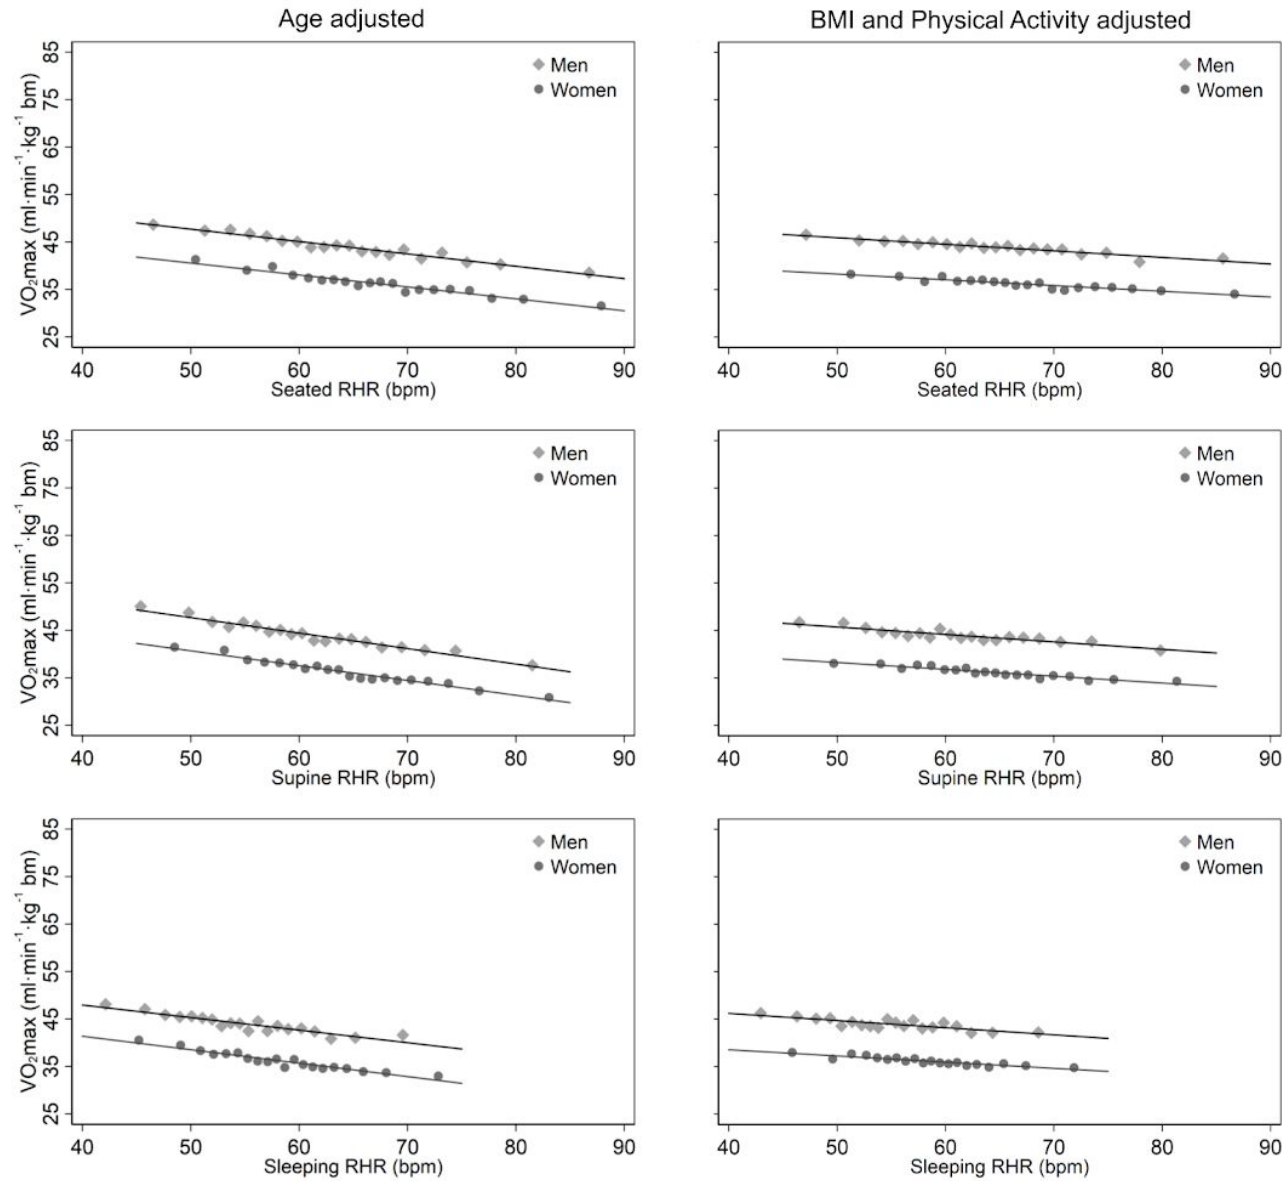 Age adjusted
BMI and Physical Activity adjusted
VO₂max (ml·min⁻¹·kg⁻¹ bm)
85
75
65
55
45
35
25
Men
Women
40 50 60 70 80 90
Seated RHR (bpm)
Men
Women
40 50 60 70 80 90
Seated RHR (bpm)
VO₂max (ml·min⁻¹·kg⁻¹ bm)
85
75
65
55
45
35
25
Men
Women
40 50 60 70 80 90
Supine RHR (bpm)
Men
Women
40 50 60 70 80 90
Supine RHR (bpm)
VO₂max (ml·min⁻¹·kg⁻¹ bm)
85
75
65
55
45
35
25
Men
Women
40 50 60 70 80 90
Sleeping RHR (bpm)
Men
Women
40 50 60 70 80 90
Sleeping RHR (bpm)